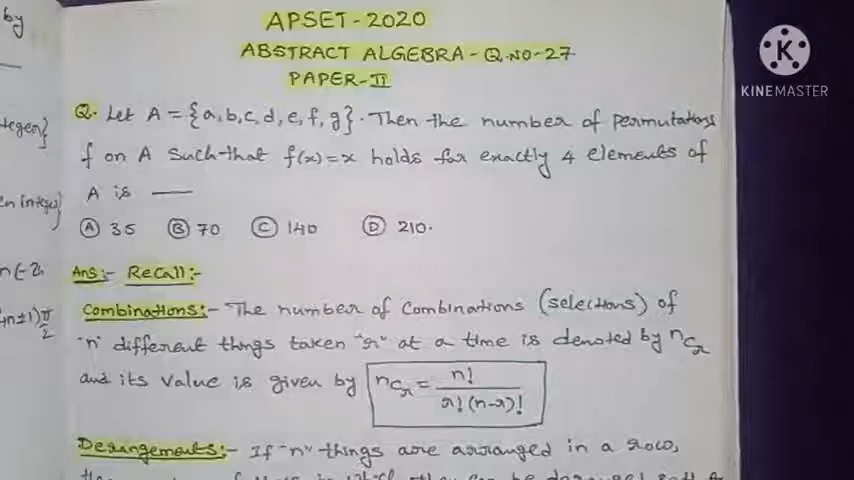 by
APSET-2020
ABSTRACT ALGEBRA - Q.NO-27
PAPER-II
K
KINEMASTER
Q. Let A = {a,b,c,d,e,f,g}. Then the number of permutations
f on A such that f(x)=x holds for exactly 4 elements of
A is ___
(A) 35 (B) 70 (C) 140 (D) 210.
Ans:- Recall:-
Combinations:- The number of Combinations (selections) of
"n" different things taken "r" at a time is denoted by nCr
and its value is given by nCr = n! / r!(n-r)!
Derangements:- If "n" things are arranged in a row,